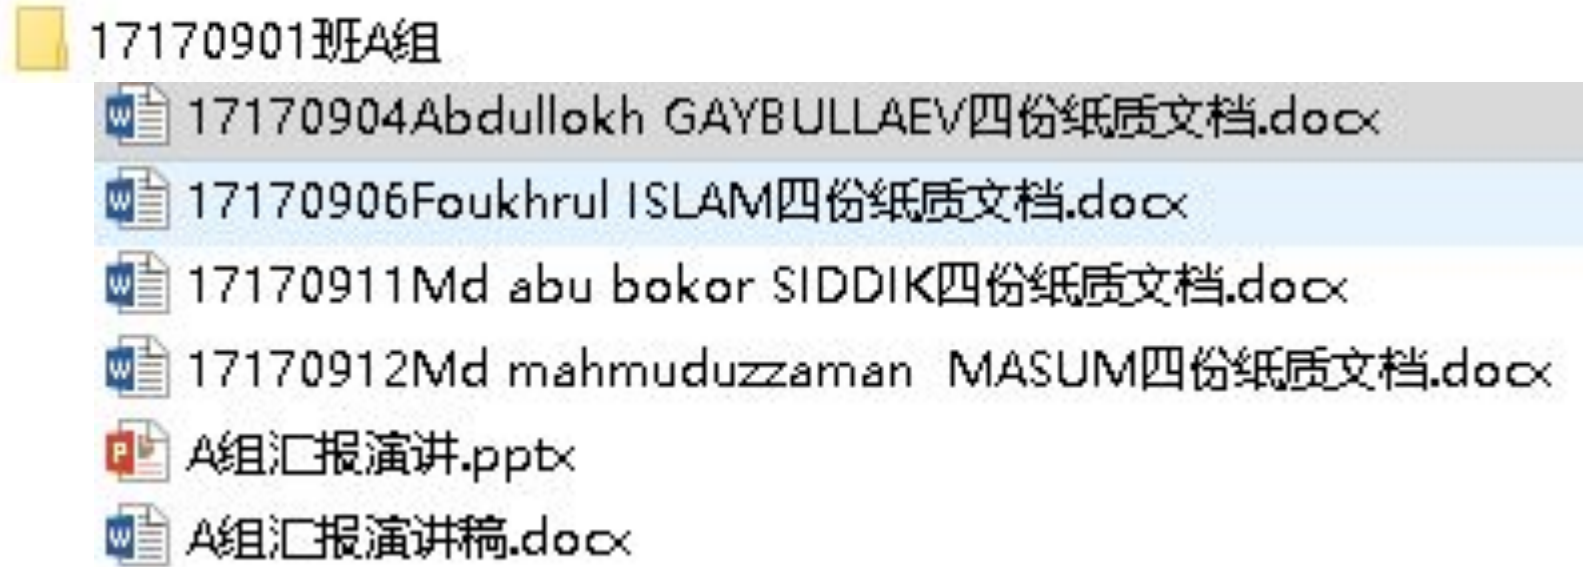 17170901班A组
17170904Abdullokh GAYBULLAEV四份纸质文档.docx
17170906Foukhrul ISLAM四份纸质文档.docx
17170911Md abu bokor SIDDIK四份纸质文档.docx
17170912Md mahmuduzzaman  MASUM四份纸质文档.docx
A组汇报演讲.pptx
A组汇报演讲稿.docx